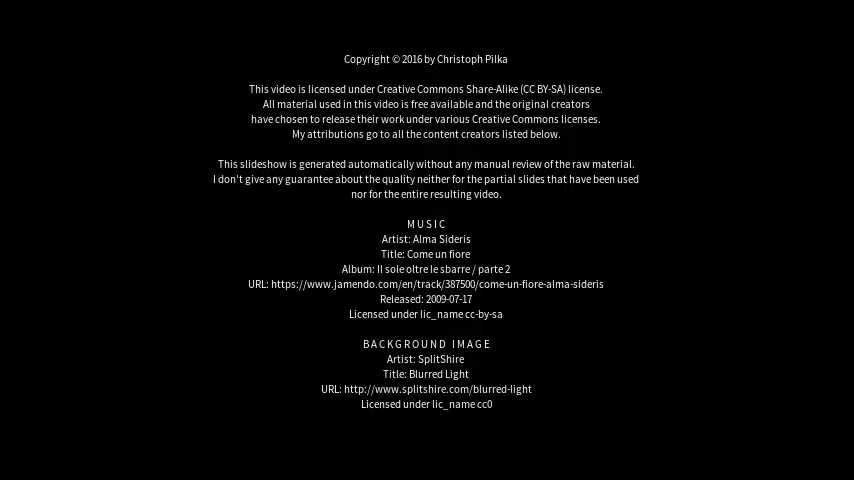 Copyright © 2016 by Christoph Pilka
This video is licensed under Creative Commons Share-Alike (CC BY-SA) license.
All material used in this video is free available and the original creators
have chosen to release their work under various Creative Commons licenses.
My attributions go to all the content creators listed below.
This slideshow is generated automatically without any manual review of the raw material.
I don't give any guarantee about the quality neither for the partial slides that have been used
nor for the entire resulting video.
MUSIC
Artist: Alma Sideris
Title: Come un fiore
Album: Il sole oltre le sbarre / parte 2
URL: https://www.jamendo.com/en/track/387500/come-un-fiore-alma-sideris
Released: 2009-07-17
Licensed under lic_name cc-by-sa
BACKGROUND IMAGE
Artist: SplitShire
Title: Blurred Light
URL: http://www.splitshire.com/blurred-light
Licensed under lic_name cc0